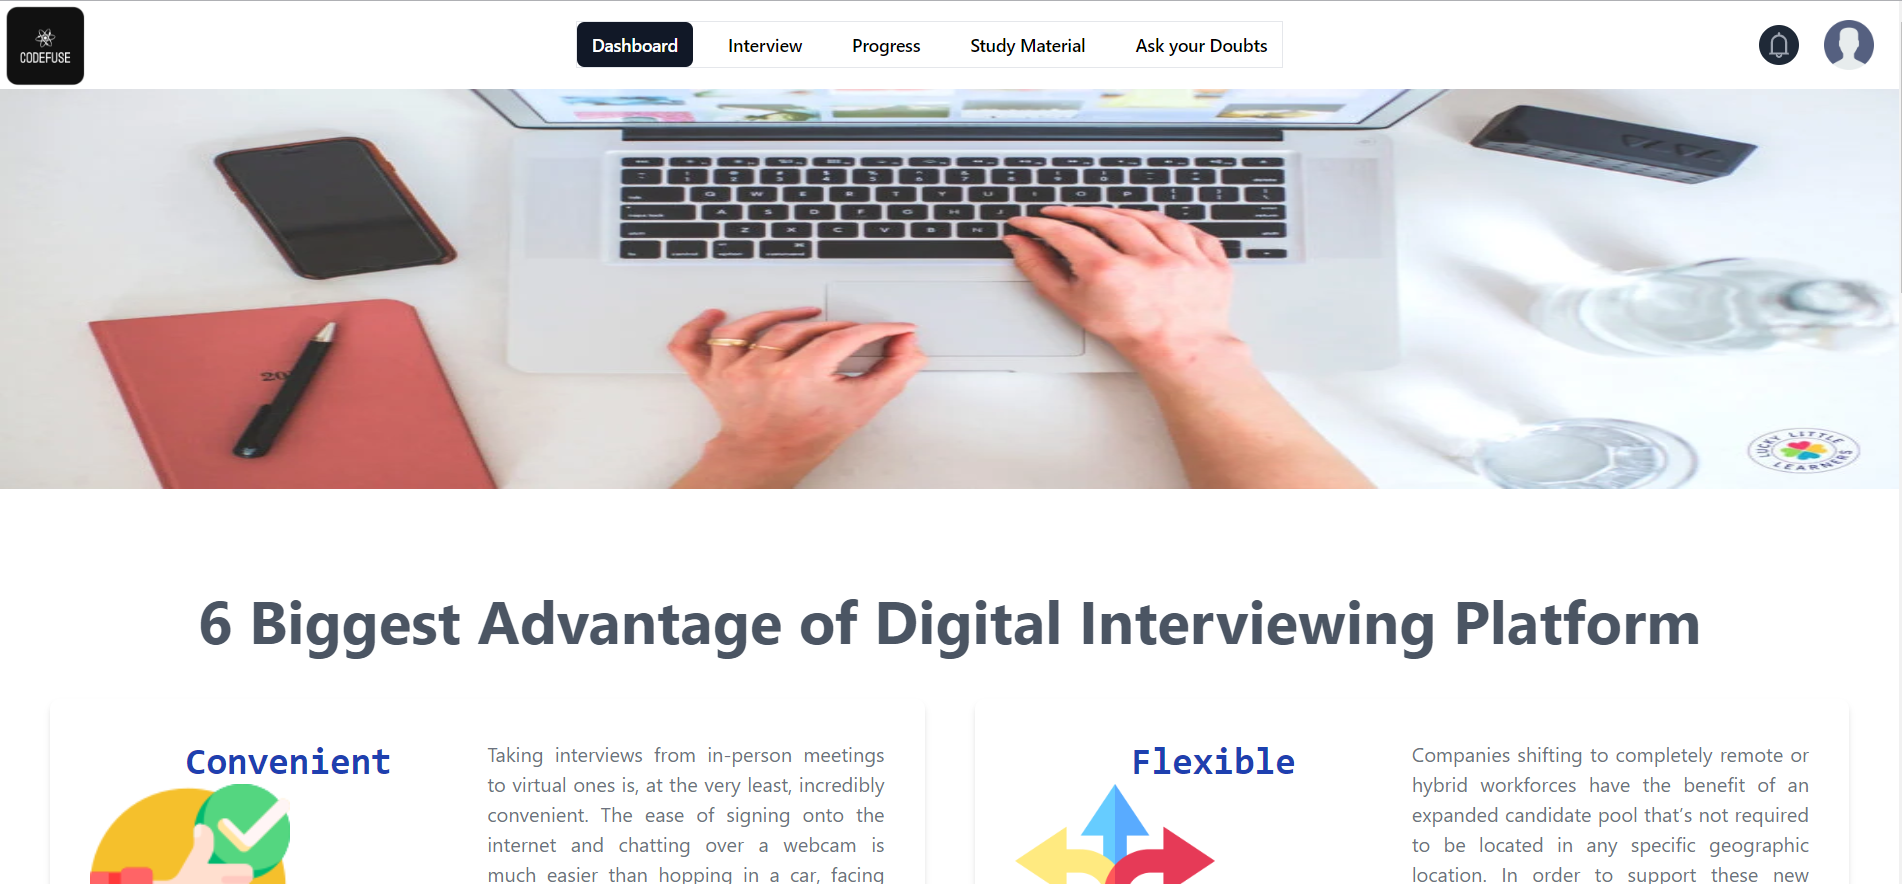 CODEFUSE
Dashboard Interview Progress Study Material Ask your Doubts
20
LUCKY LITTLE
LEARNERS
6 Biggest Advantage of Digital Interviewing Platform
Convenient
Taking interviews from in-person meetings
to virtual ones is, at the very least, incredibly
convenient. The ease of signing onto the
internet and chatting over a webcam is
much easier than hopping in a car, facing
Flexible
Companies shifting to completely remote or
hybrid workforces have the benefit of an
expanded candidate pool that’s not required
to be located in any specific geographic
location. In order to support these new